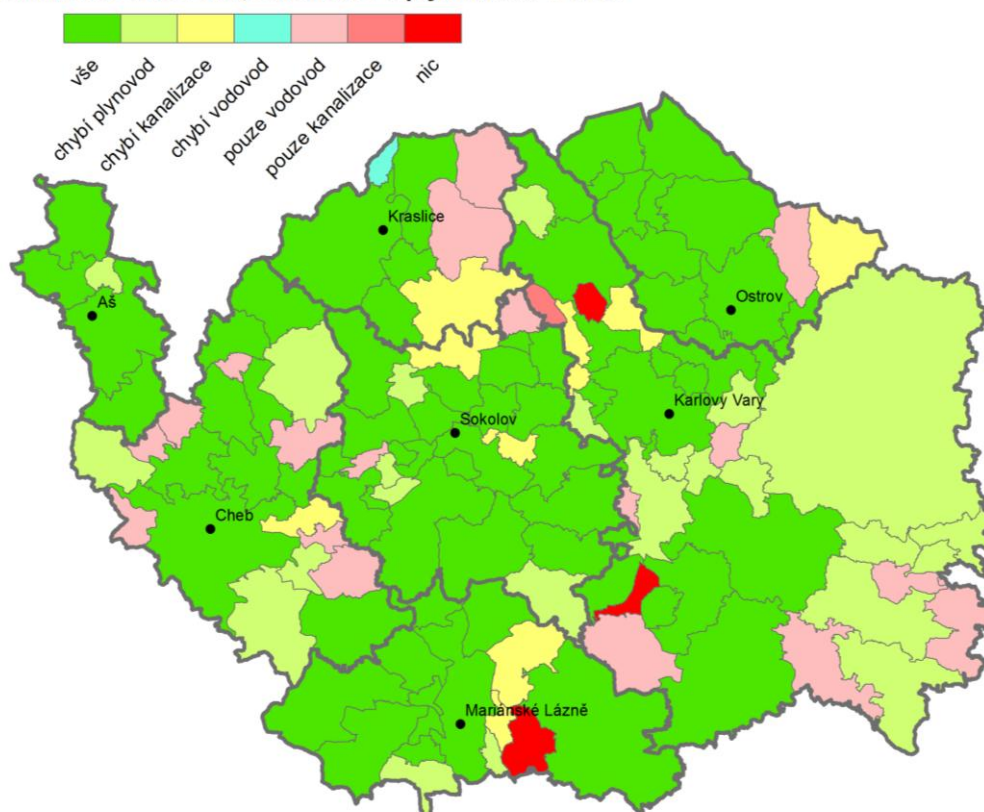 vše
chybí plynovod
chybí kanalizace
chybí vodovod
pouze vodovod
pouze kanalizace
nic
Kraslice
Aš
Ostrov
Karlovy Vary
Sokolov
Cheb
Mariánské Lázně